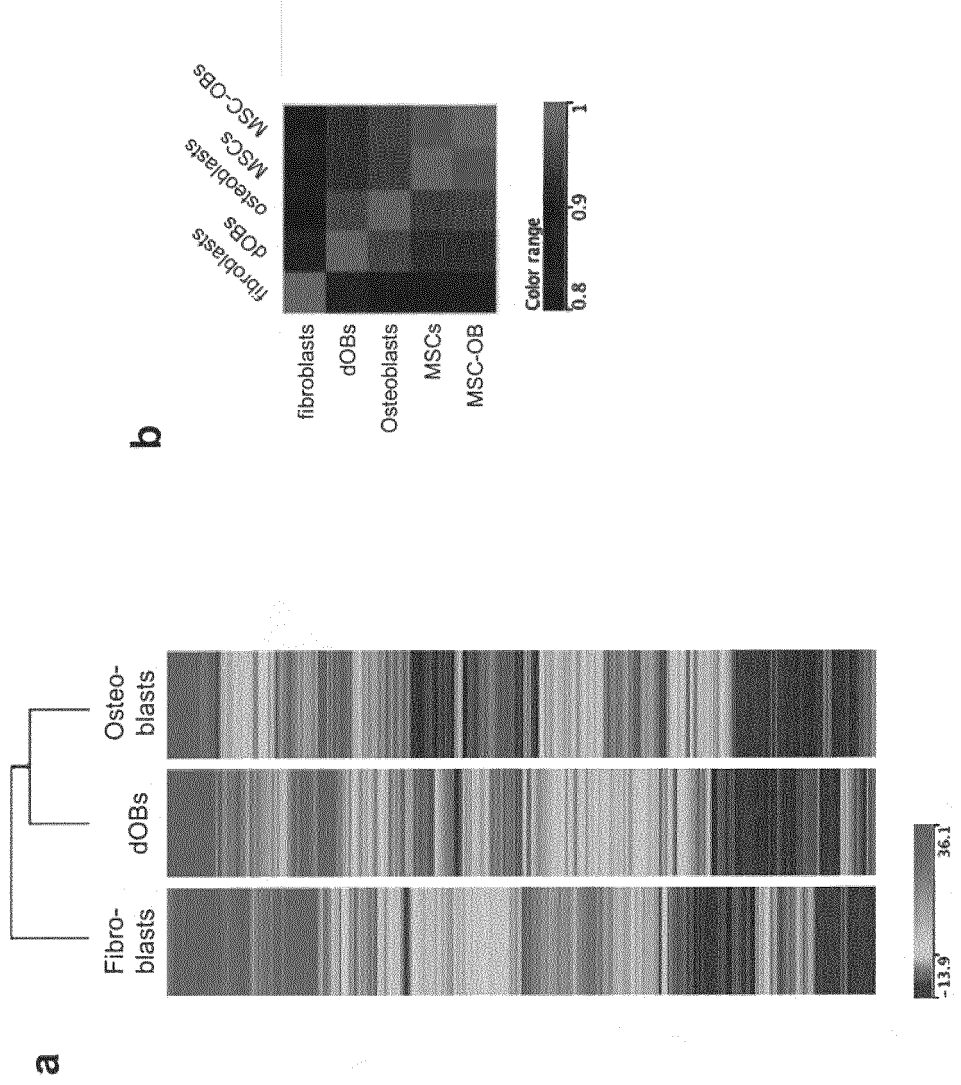 a
Fibro-
blasts
dOBs
Osteo-
blasts
-13.9
36.1
b
fibroblasts
dOBs
osteoblasts
MSCs
MSC-OBs
fibroblasts
dOBs
Osteoblasts
MSCs
MSC-OB
Color range
0.8
0.9
1